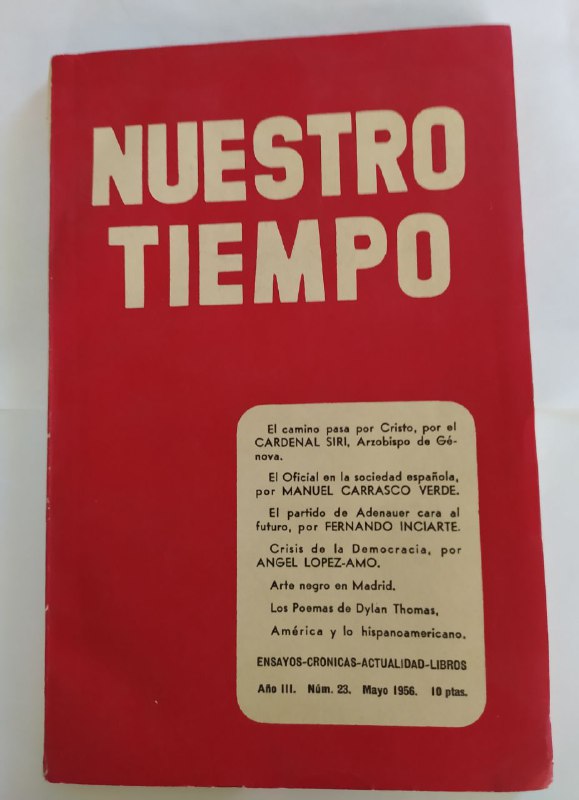 NUESTRO
TIEMPO
El camino pasa por Cristo, por el
CARDENAL SIRI, Arzobispo de Gé-
nova.
El Oficial en la sociedad española,
por MANUEL CARRASCO VERDE.
El partido de Adenauer cara al
futuro, por FERNANDO INCIARTE.
Crisis de la Democracia, por
ANGEL LOPEZ-AMO.
Arte negro en Madrid.
Los Poemas de Dylan Thomas,
América y lo hispanoamericano.
ENSAYOS-CRONICAS-ACTUALIDAD-LIBROS
Año III. Núm. 23. Mayo 1956. 10 ptas.